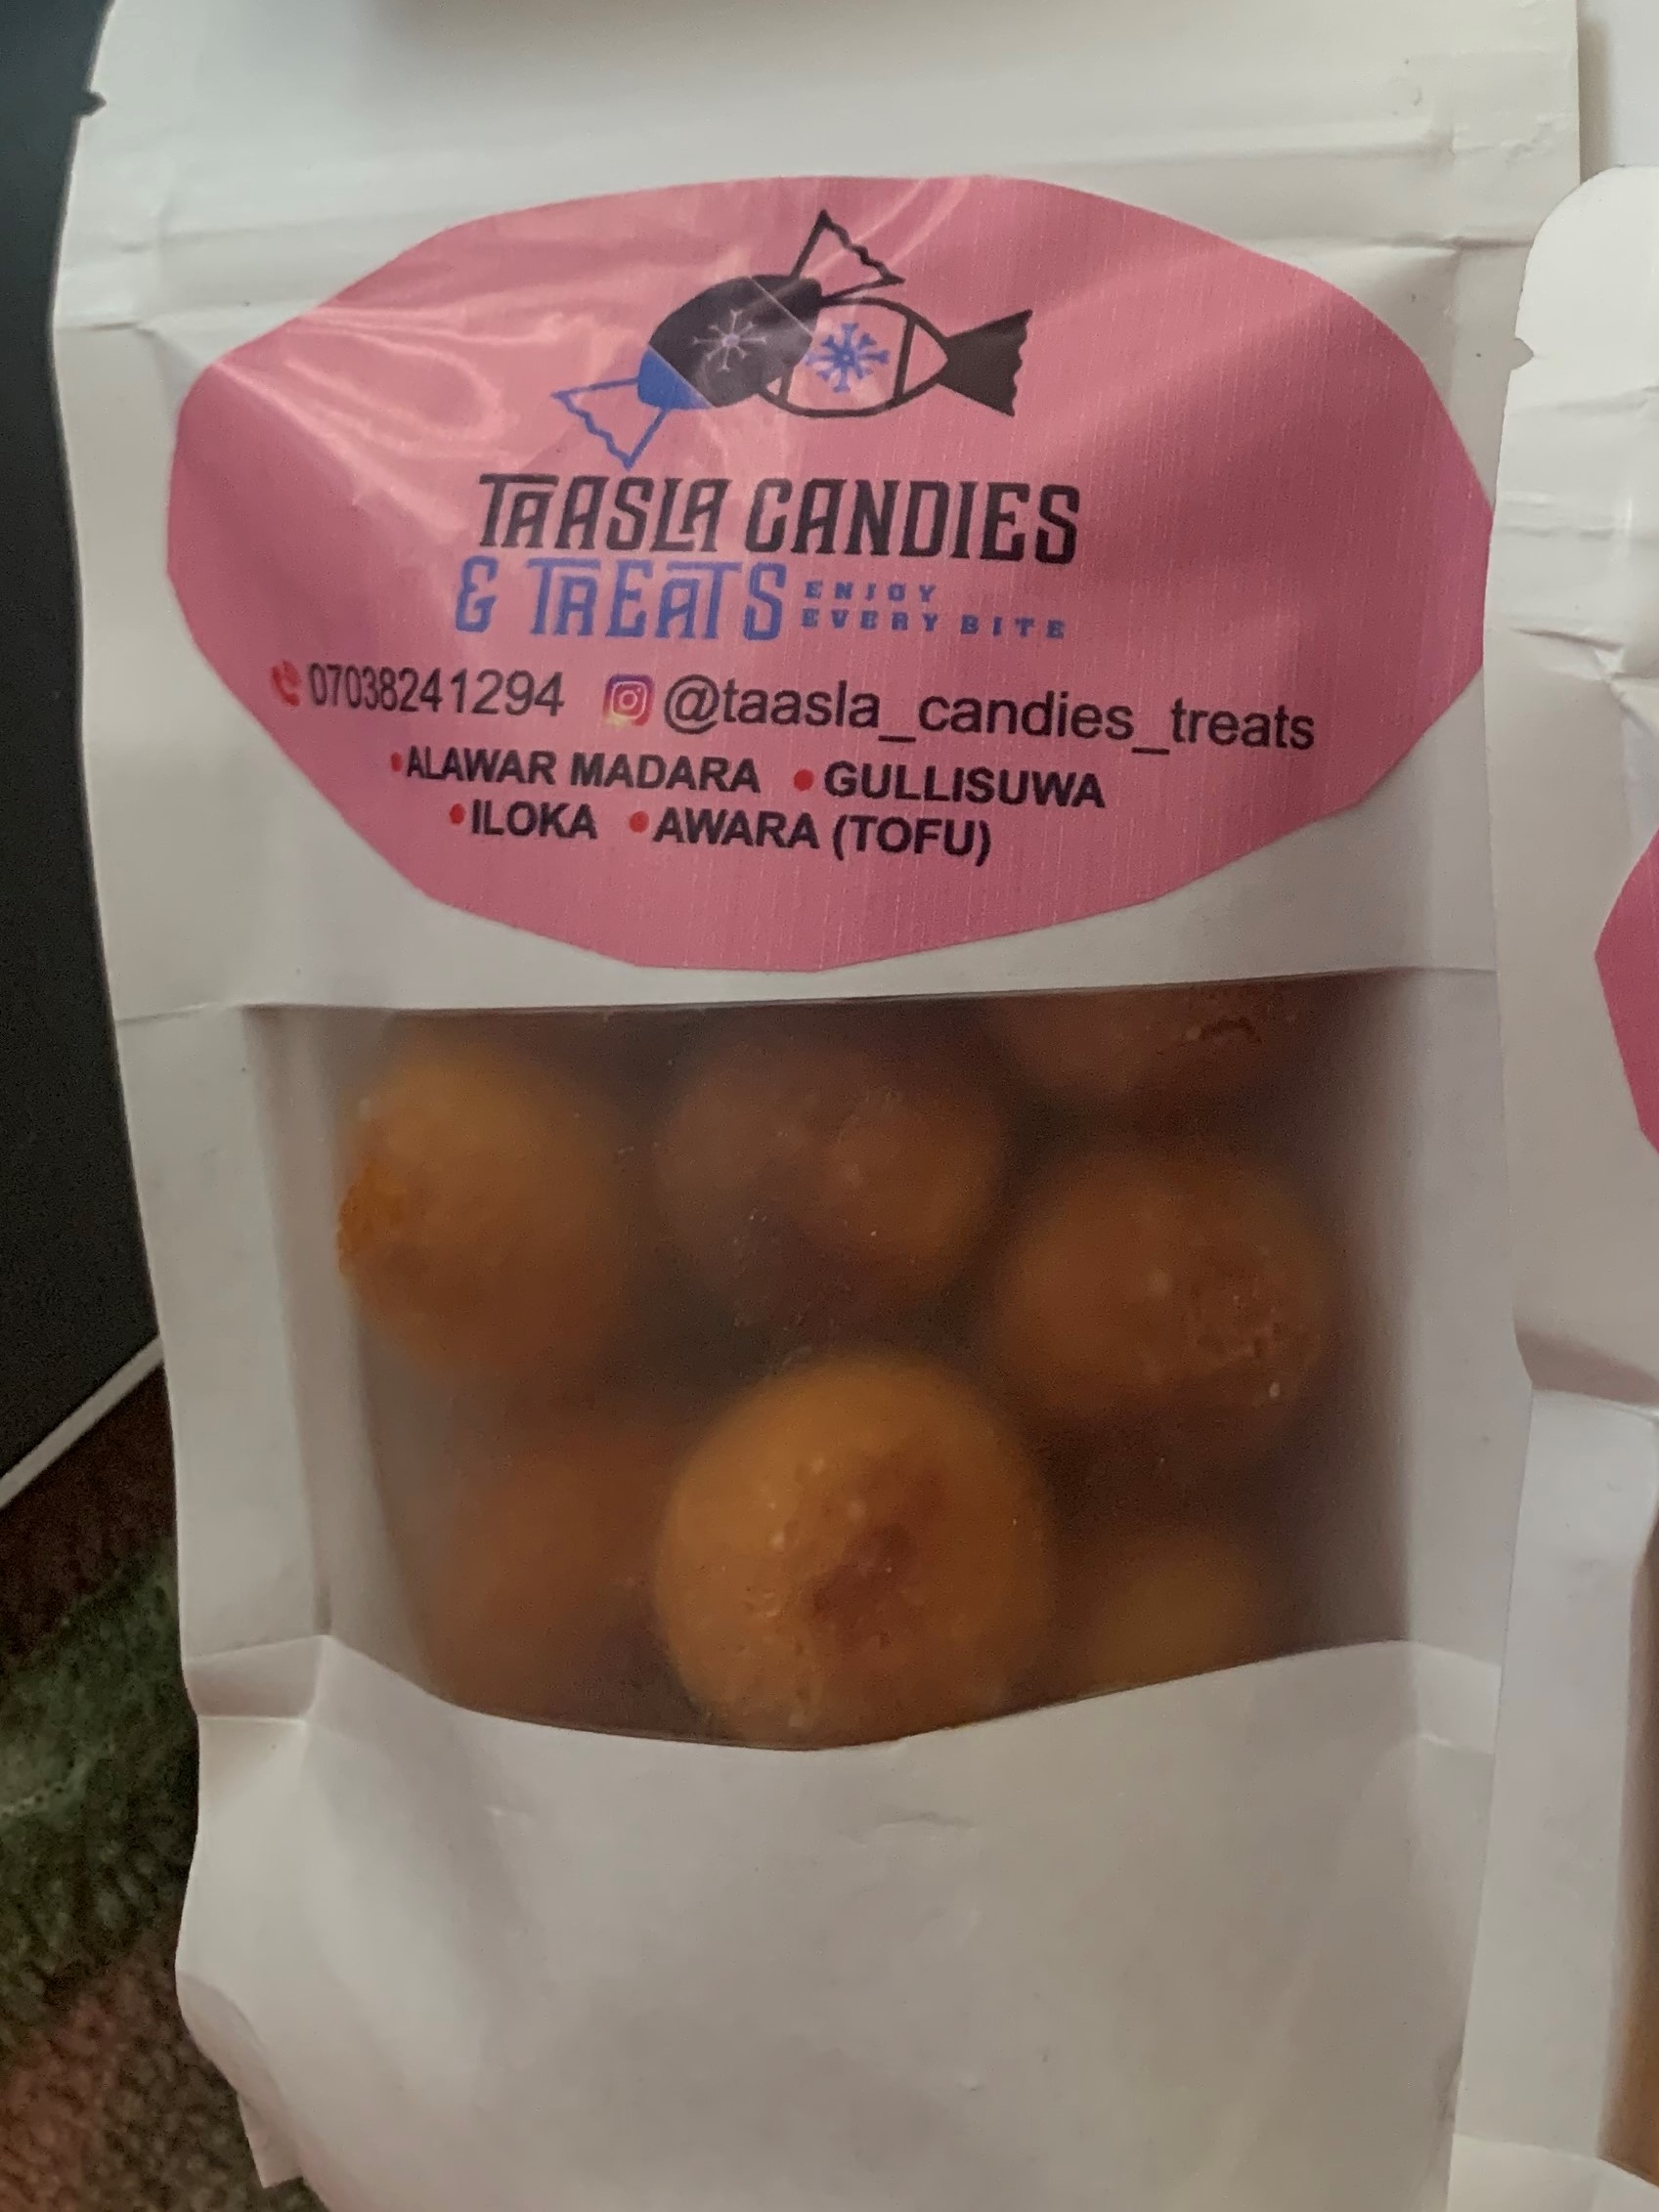 TAASLA CANDIES
& TREATS ENJOY
EVERY BITE
07038241294 @taasla_candies_treats
•ALAWAR MADARA •GULLISUWA
•ILOKA •AWARA (TOFU)